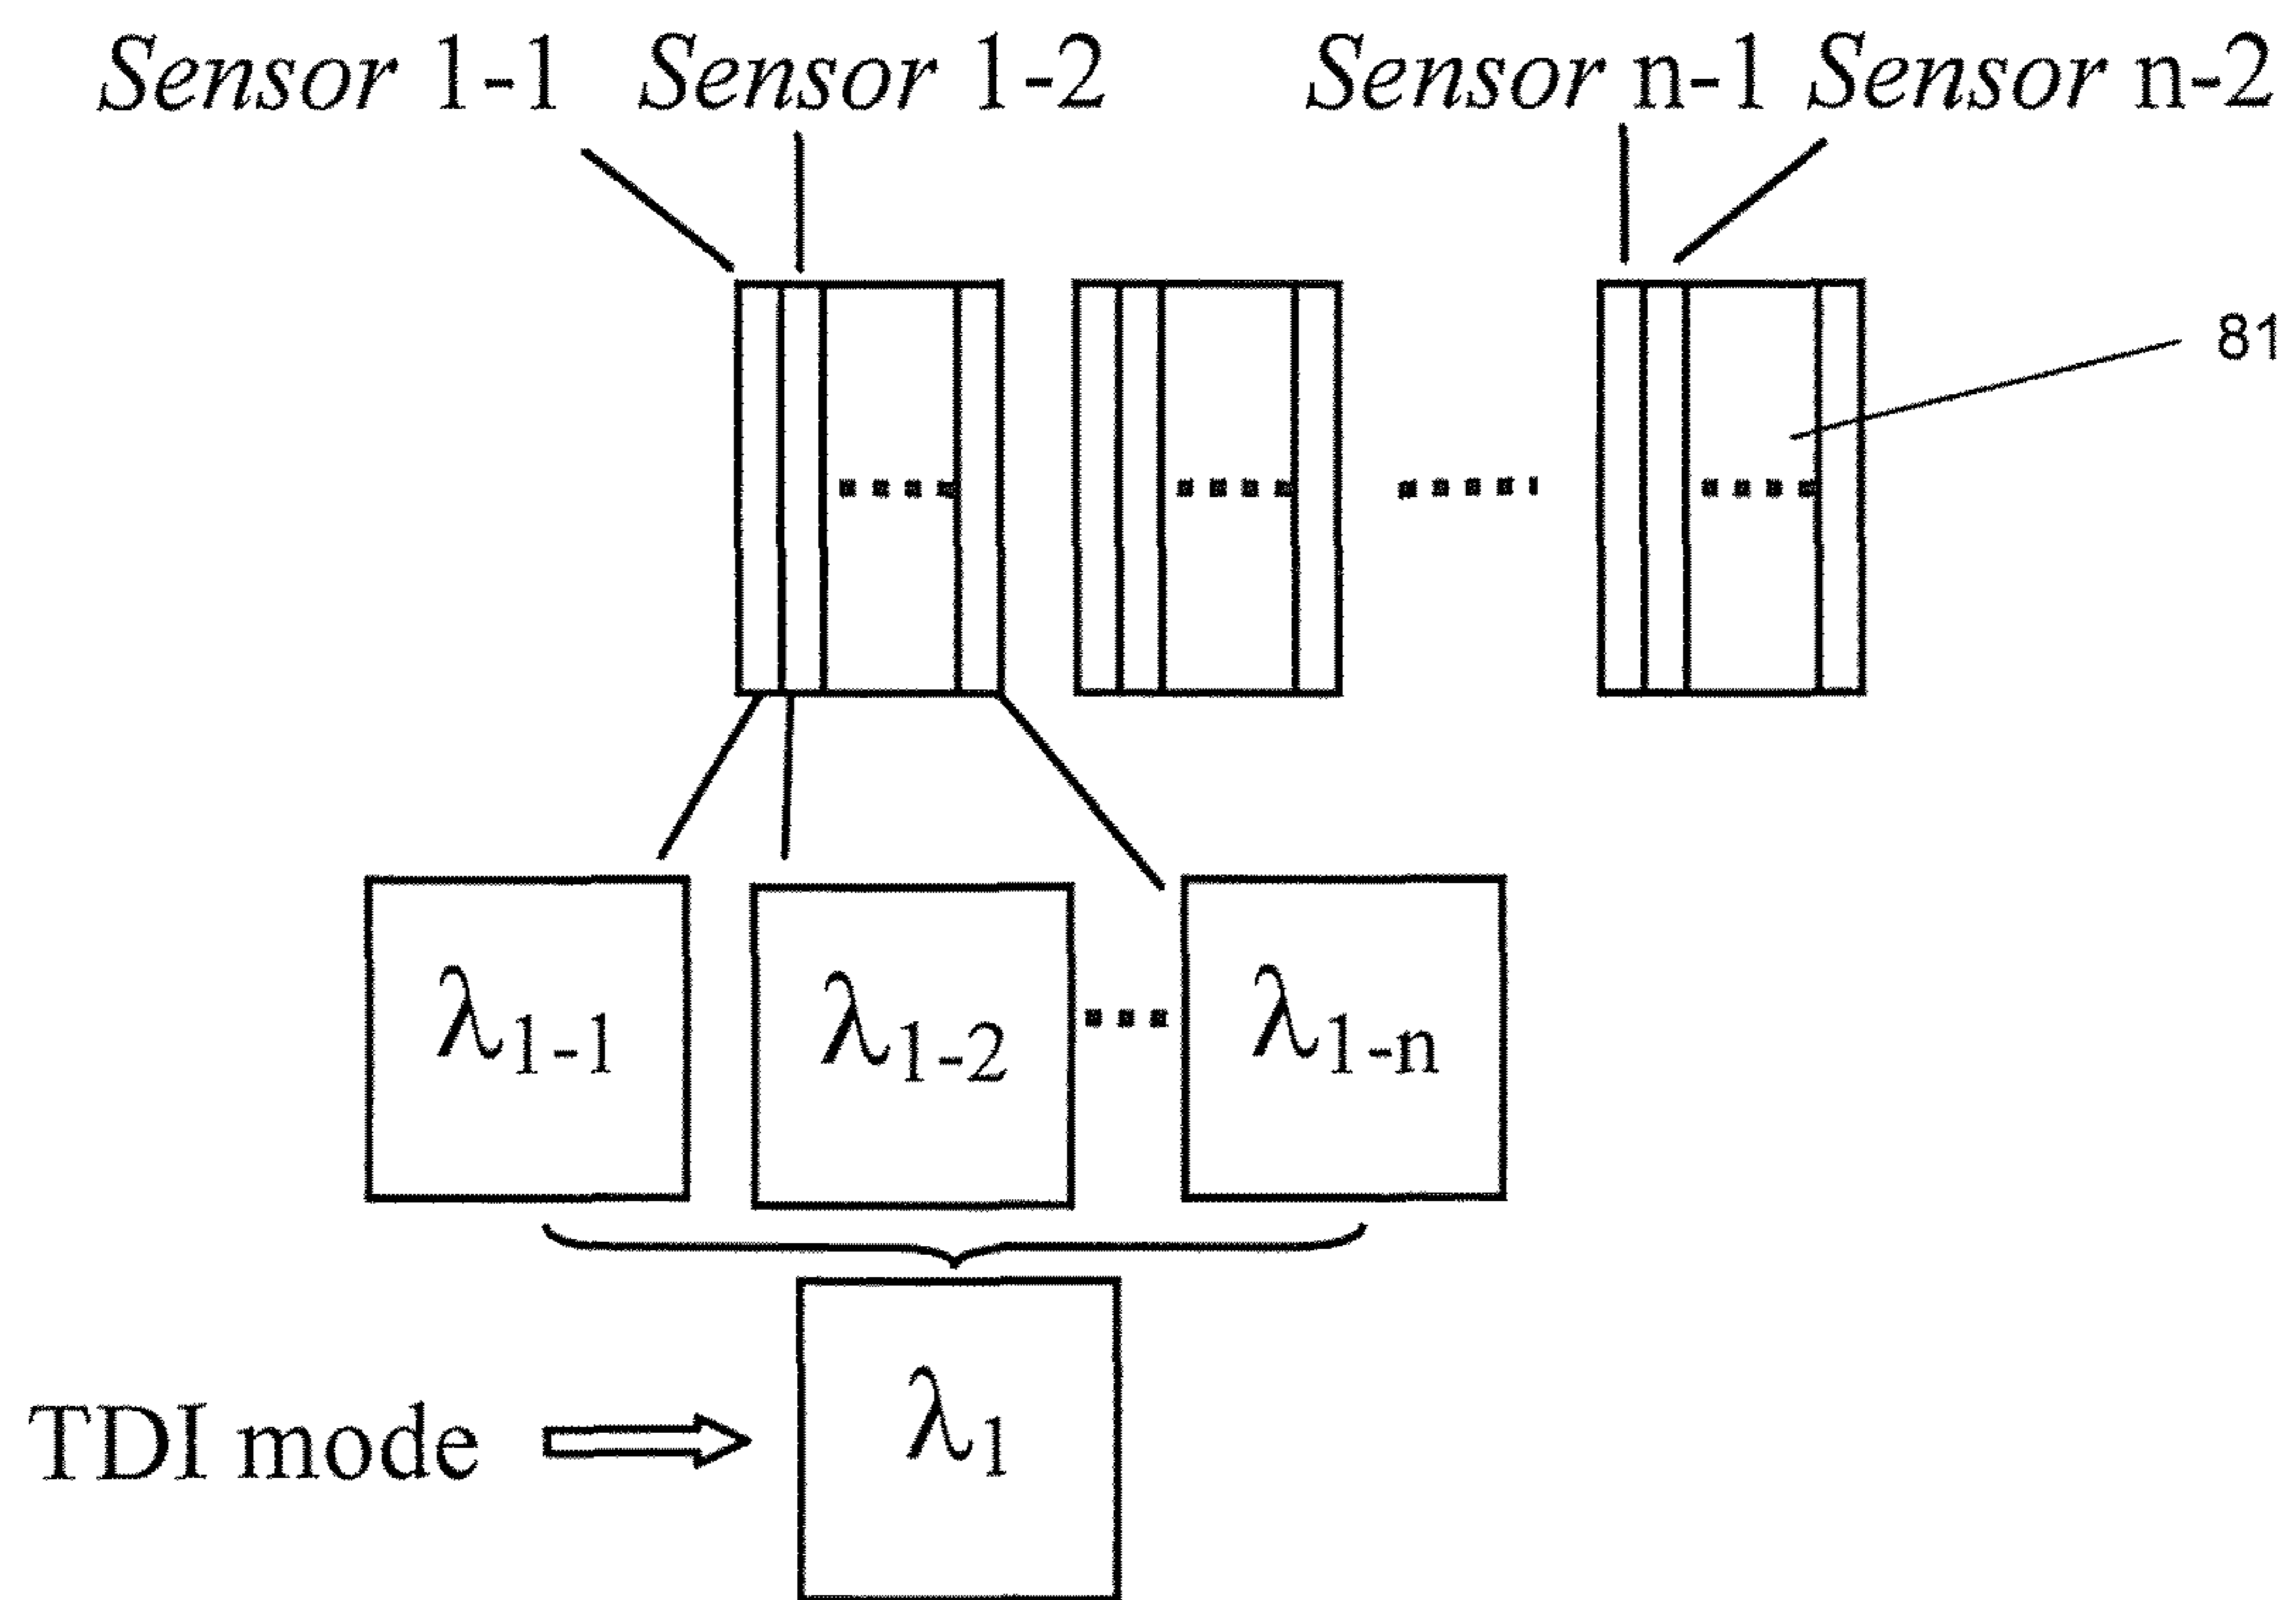 Sensor 1-1 Sensor 1-2 Sensor n-1 Sensor n-2
81
λ1-1 λ1-2 λ1-n
TDI mode λ1